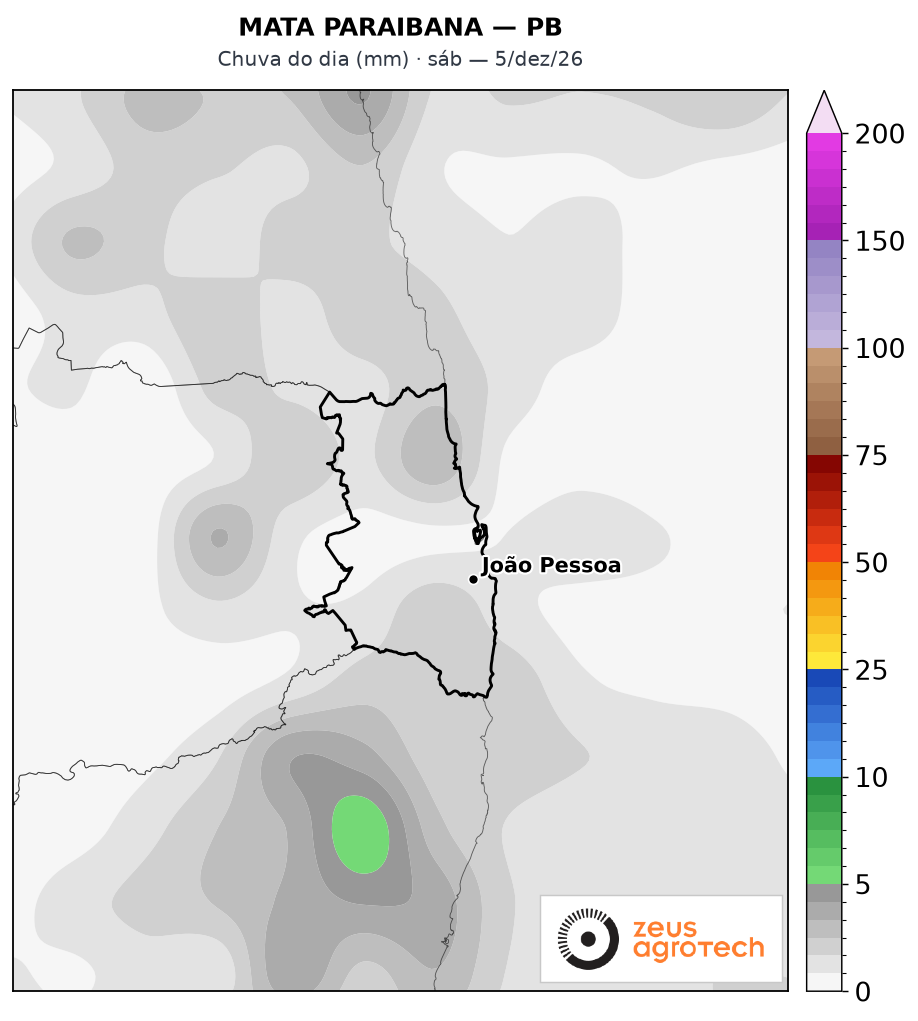 MATA PARAIBANA — PB
Chuva do dia (mm) · sáb — 5/dez/26
200
150
100
75
50
25
10
5
0
João Pessoa
zeus
agrotech